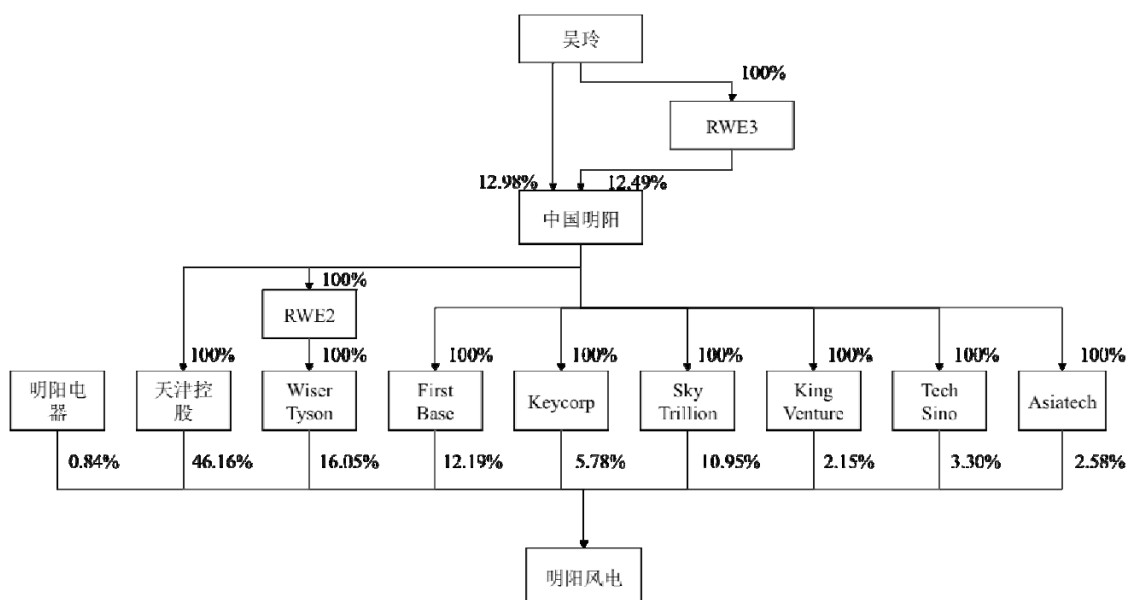 吴玲
100%
RWE3
12.98%
12.49%
中国明阳
100%
RWE2
100%
100%
100%
100%
100%
100%
100%
100%
明阳电
器
天津控
股
Wiser
Tyson
First
Base
Keycorp
Sky
Trillion
King
Venture
Tech
Sino
Asiatech
0.84%
46.16%
16.05%
12.19%
5.78%
10.95%
2.15%
3.30%
2.58%
明阳风电